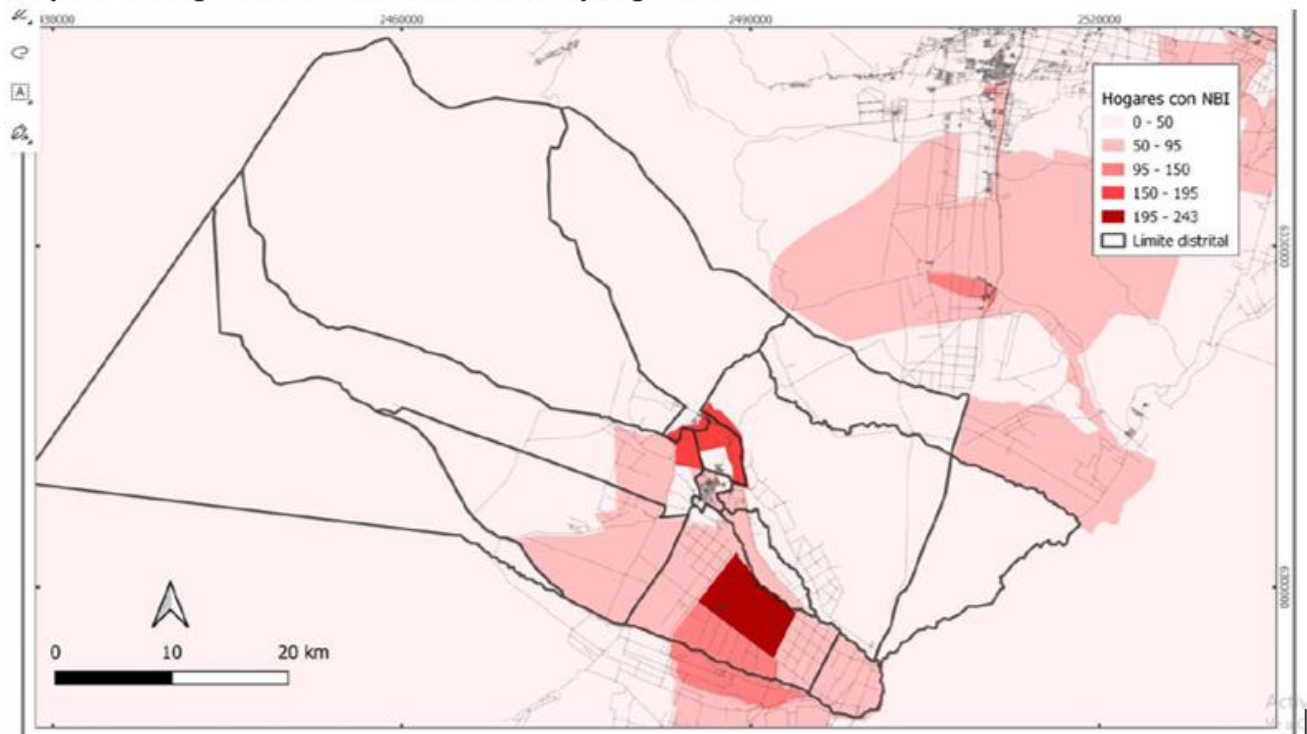 2460000
2490000
2520000
Hogares con NBI
0 - 50
50 - 95
95 - 150
150 - 195
195 - 243
Límite distrital
6330000
6300000
0 10 20 km